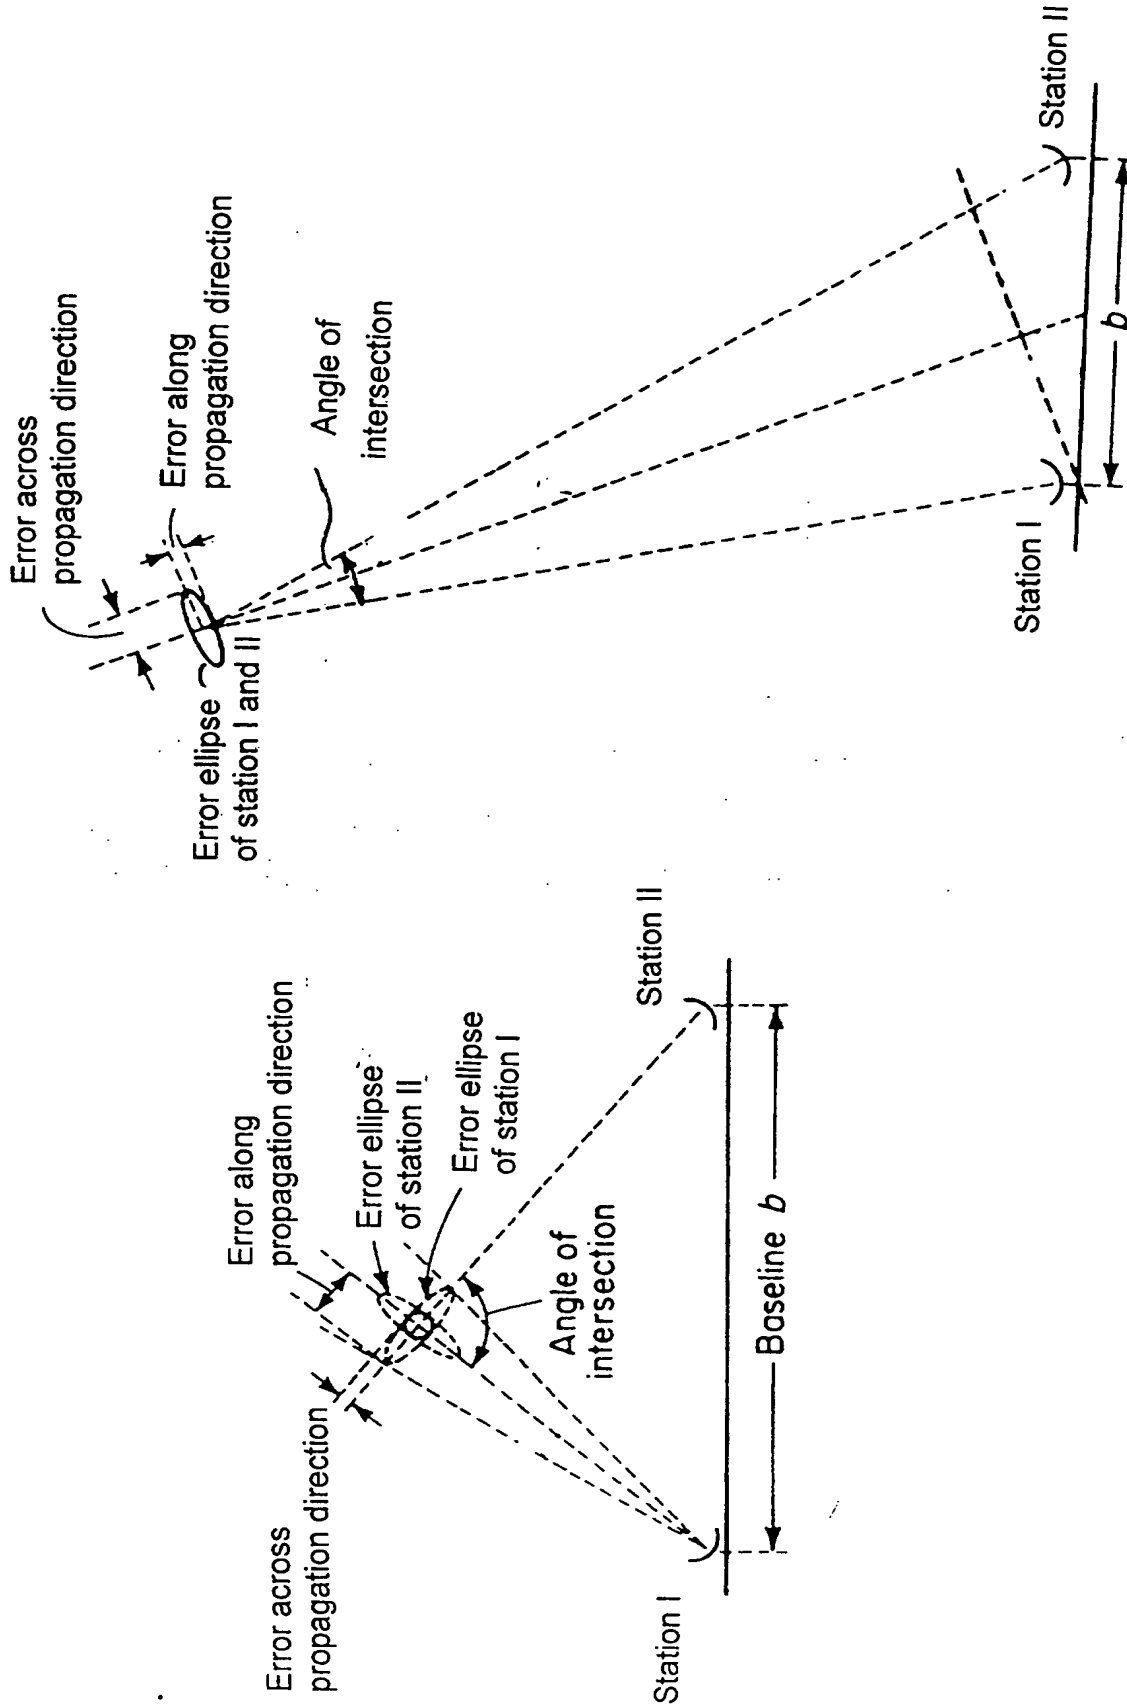 Error across
propagation direction
Error along
propagation direction
Error ellipse
of station II
Error ellipse
of station I
Angle of
intersection
Station I
Station II
Baseline b
Error across
propagation direction
Error along
propagation direction
Error ellipse
of station I and II
Angle of
intersection
Station I
Station II
b